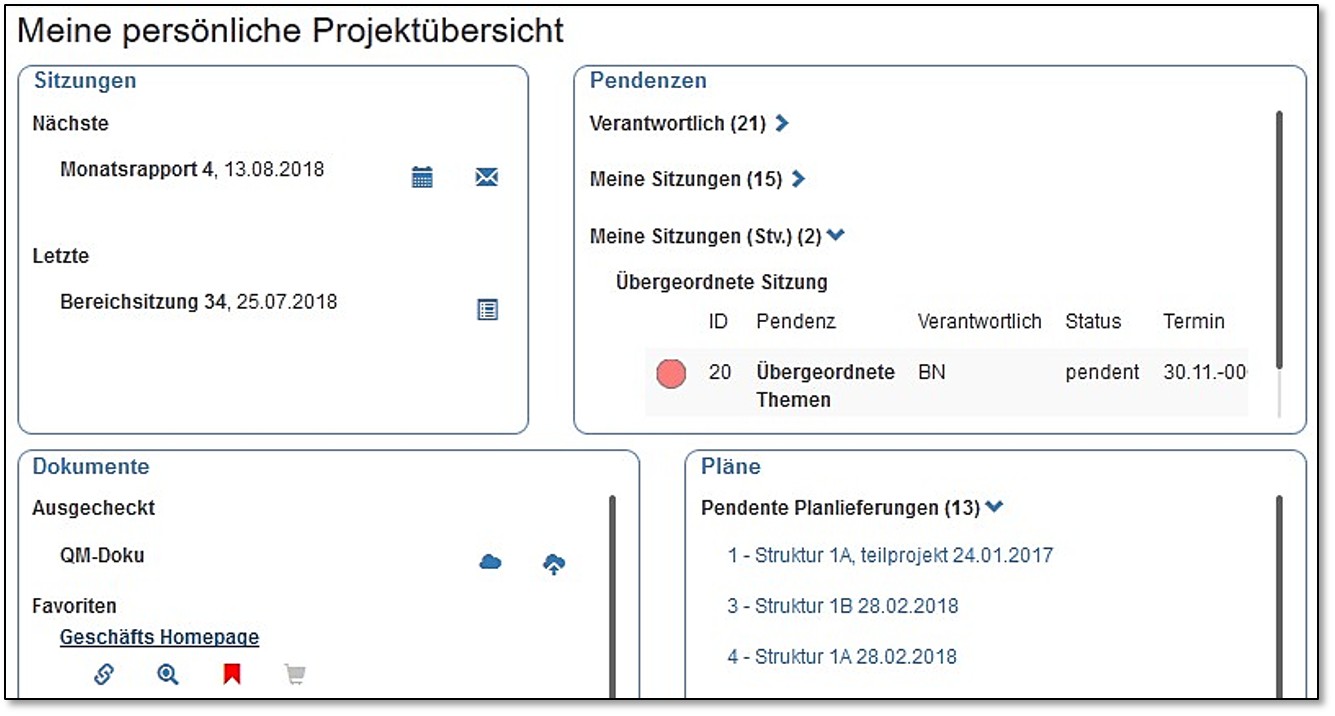 Meine persönliche Projektübersicht
Sitzungen
Nächste
Monatsrapport 4, 13.08.2018
Letzte
Bereichsitzung 34, 25.07.2018
Pendenzen
Verantwortlich (21)
Meine Sitzungen (15)
Meine Sitzungen (Stv.) (2)
Übergeordnete Sitzung
ID Pendenz Verantwortlich Status Termin
20 Übergeordnete BN pendent 30.11.-00
Themen
Dokumente
Ausgecheckt
QM-Doku
Favoriten
Geschäfts Homepage
Pläne
Pendente Planlieferungen (13)
1 - Struktur 1A, teilprojekt 24.01.2017
3 - Struktur 1B 28.02.2018
4 - Struktur 1A 28.02.2018